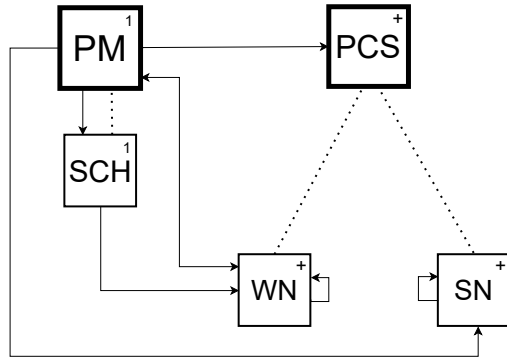 PM 1
PCS +
SCH 1
WN +
SN +